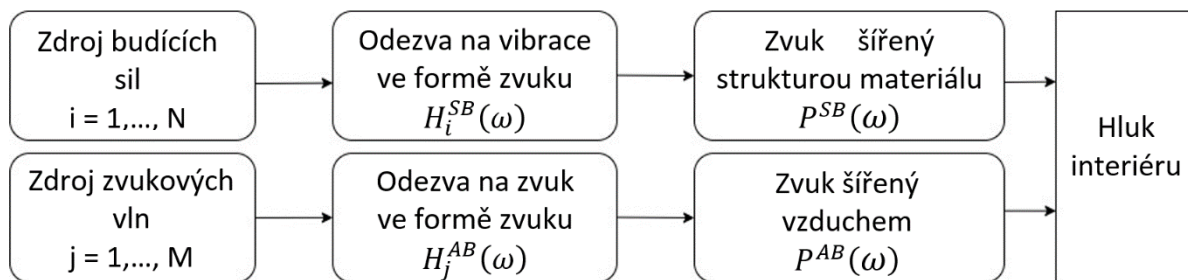 Zdroj budících
sil
i = 1,..., N
Odezva na vibrace
ve formě zvuku
H_i^{SB}(ω)
Zvuk šířený
strukturou materiálu
P^{SB}(ω)
Hluk
interiéru
Zdroj zvukových
vln
j = 1,..., M
Odezva na zvuk
ve formě zvuku
H_j^{AB}(ω)
Zvuk šířený
vzduchem
P^{AB}(ω)